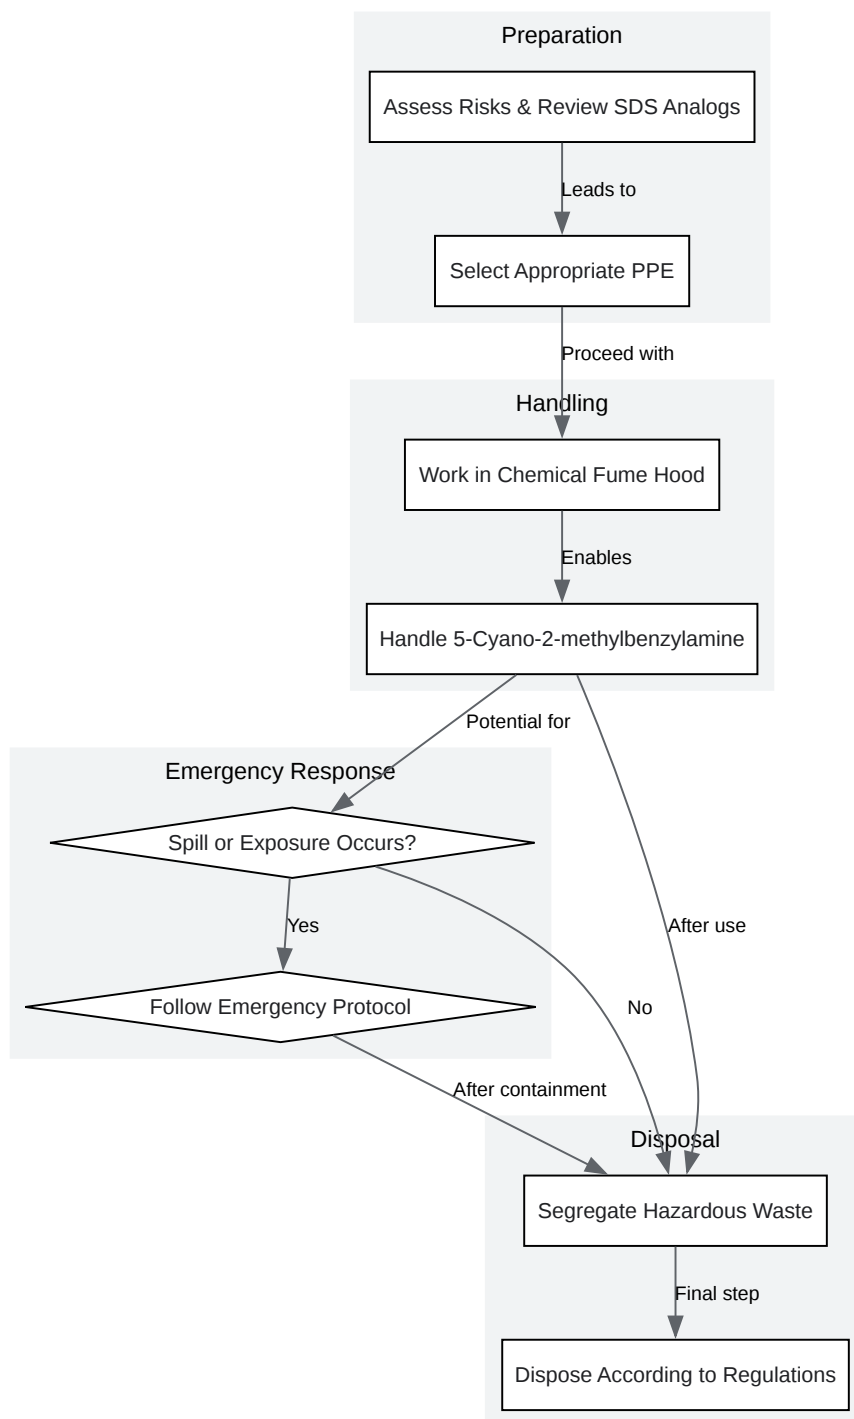 Preparation
Assess Risks & Review SDS Analogs
Leads to
Select Appropriate PPE
Proceed with
Handling
Work in Chemical Fume Hood
Enables
Handle 5-Cyano-2-methylbenzylamine
Potential for
Emergency Response
Spill or Exposure Occurs?
Yes
After use
Follow Emergency Protocol
No
After containment
Disposal
Segregate Hazardous Waste
Final step
Dispose According to Regulations